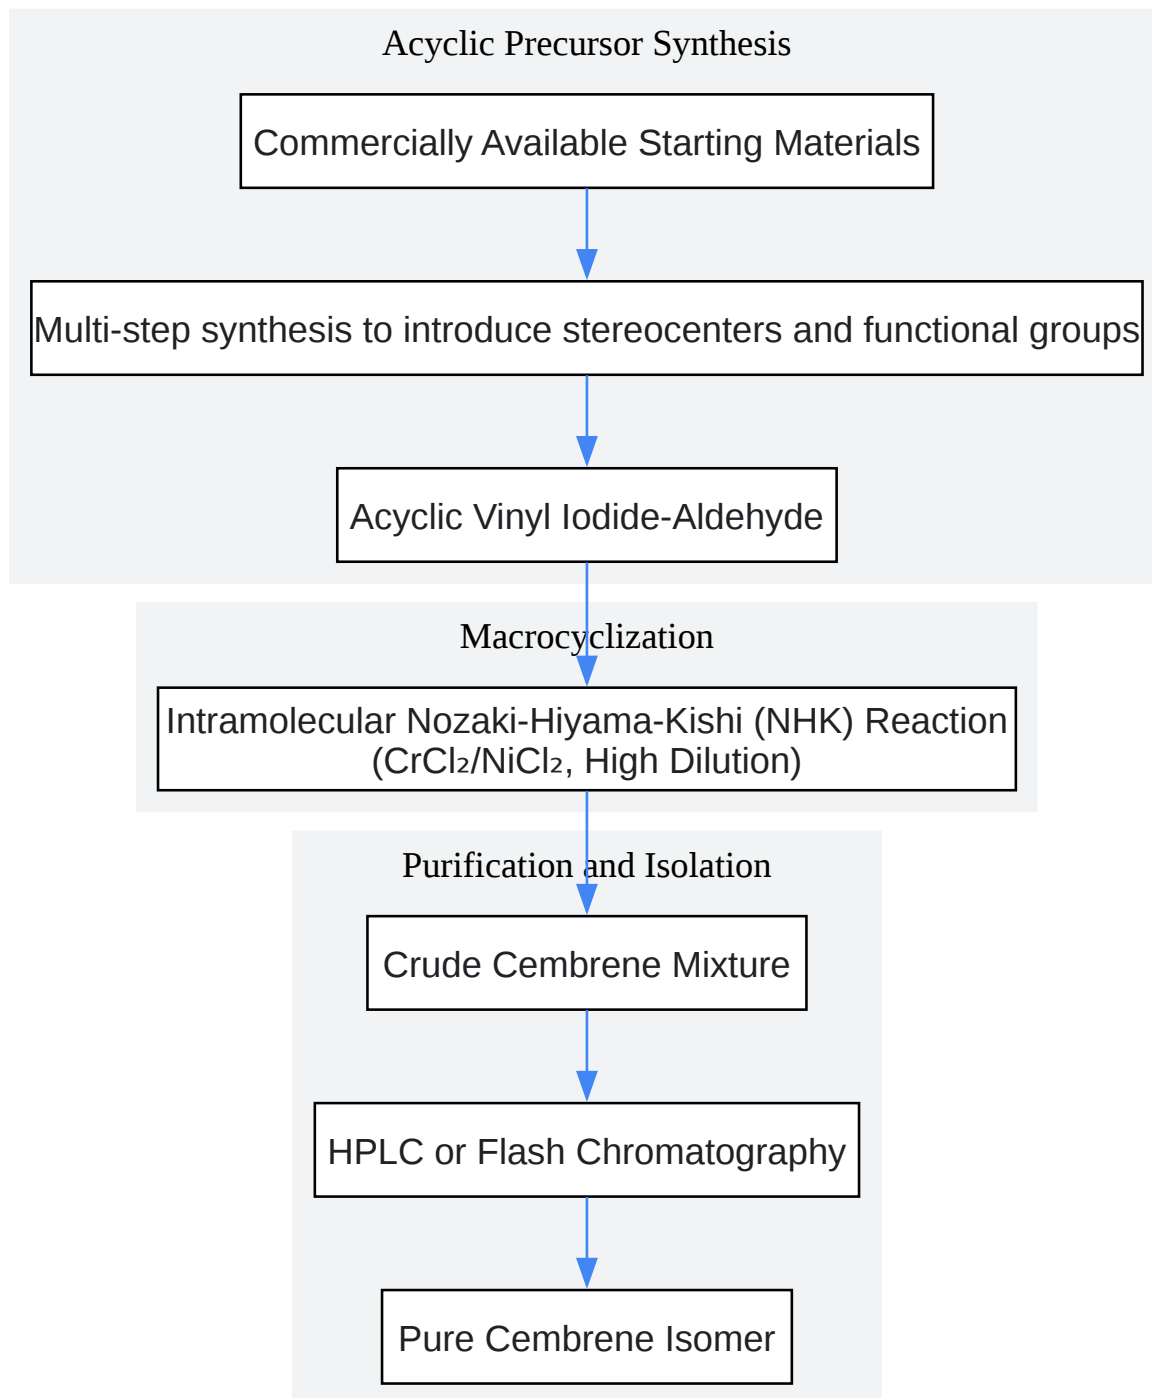 Acyclic Precursor Synthesis
Commercially Available Starting Materials
Multi-step synthesis to introduce stereocenters and functional groups
Acyclic Vinyl Iodide-Aldehyde
Macrocyclization
Intramolecular Nozaki-Hiyama-Kishi (NHK) Reaction
(CrCl₂/NiCl₂, High Dilution)
Purification and Isolation
Crude Cembrene Mixture
HPLC or Flash Chromatography
Pure Cembrene Isomer